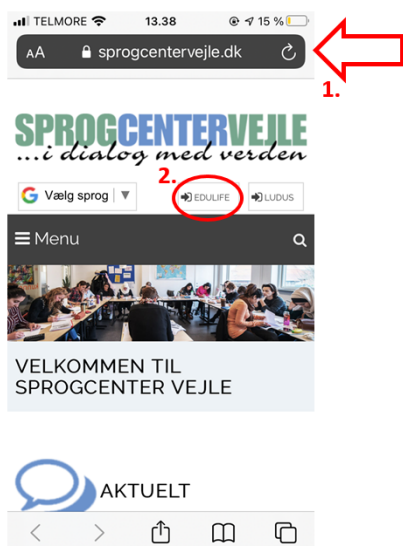 TELMORE 13.38 15 %
AA sprogcentervejle.dk
1.
SPROGCENTERVEJLE
...i dialog med verden
2.
G Vælg sprog ▼ EDULIFE LUDUS
Menu
VELKOMMEN TIL
SPROGCENTER VEJLE
AKTUELT